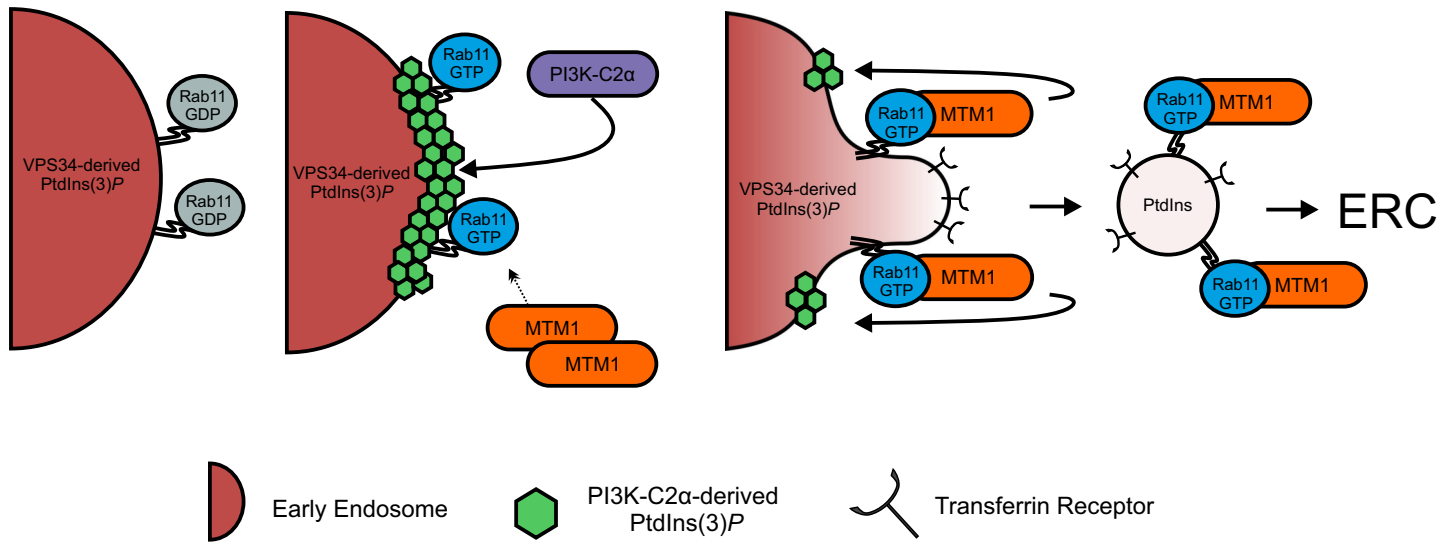 VPS34-derived
PtdIns(3)P
Rab11
GDP
Rab11
GDP
VPS34-derived
PtdIns(3)P
Rab11
GTP
Rab11
GTP
PI3K-C2α
MTM1
MTM1
VPS34-derived
PtdIns(3)P
Rab11
GTP
MTM1
Rab11
GTP
MTM1
Rab11
GTP
MTM1
PtdIns
Rab11
GTP
MTM1
ERC
Early Endosome
PI3K-C2α-derived
PtdIns(3)P
Transferrin Receptor